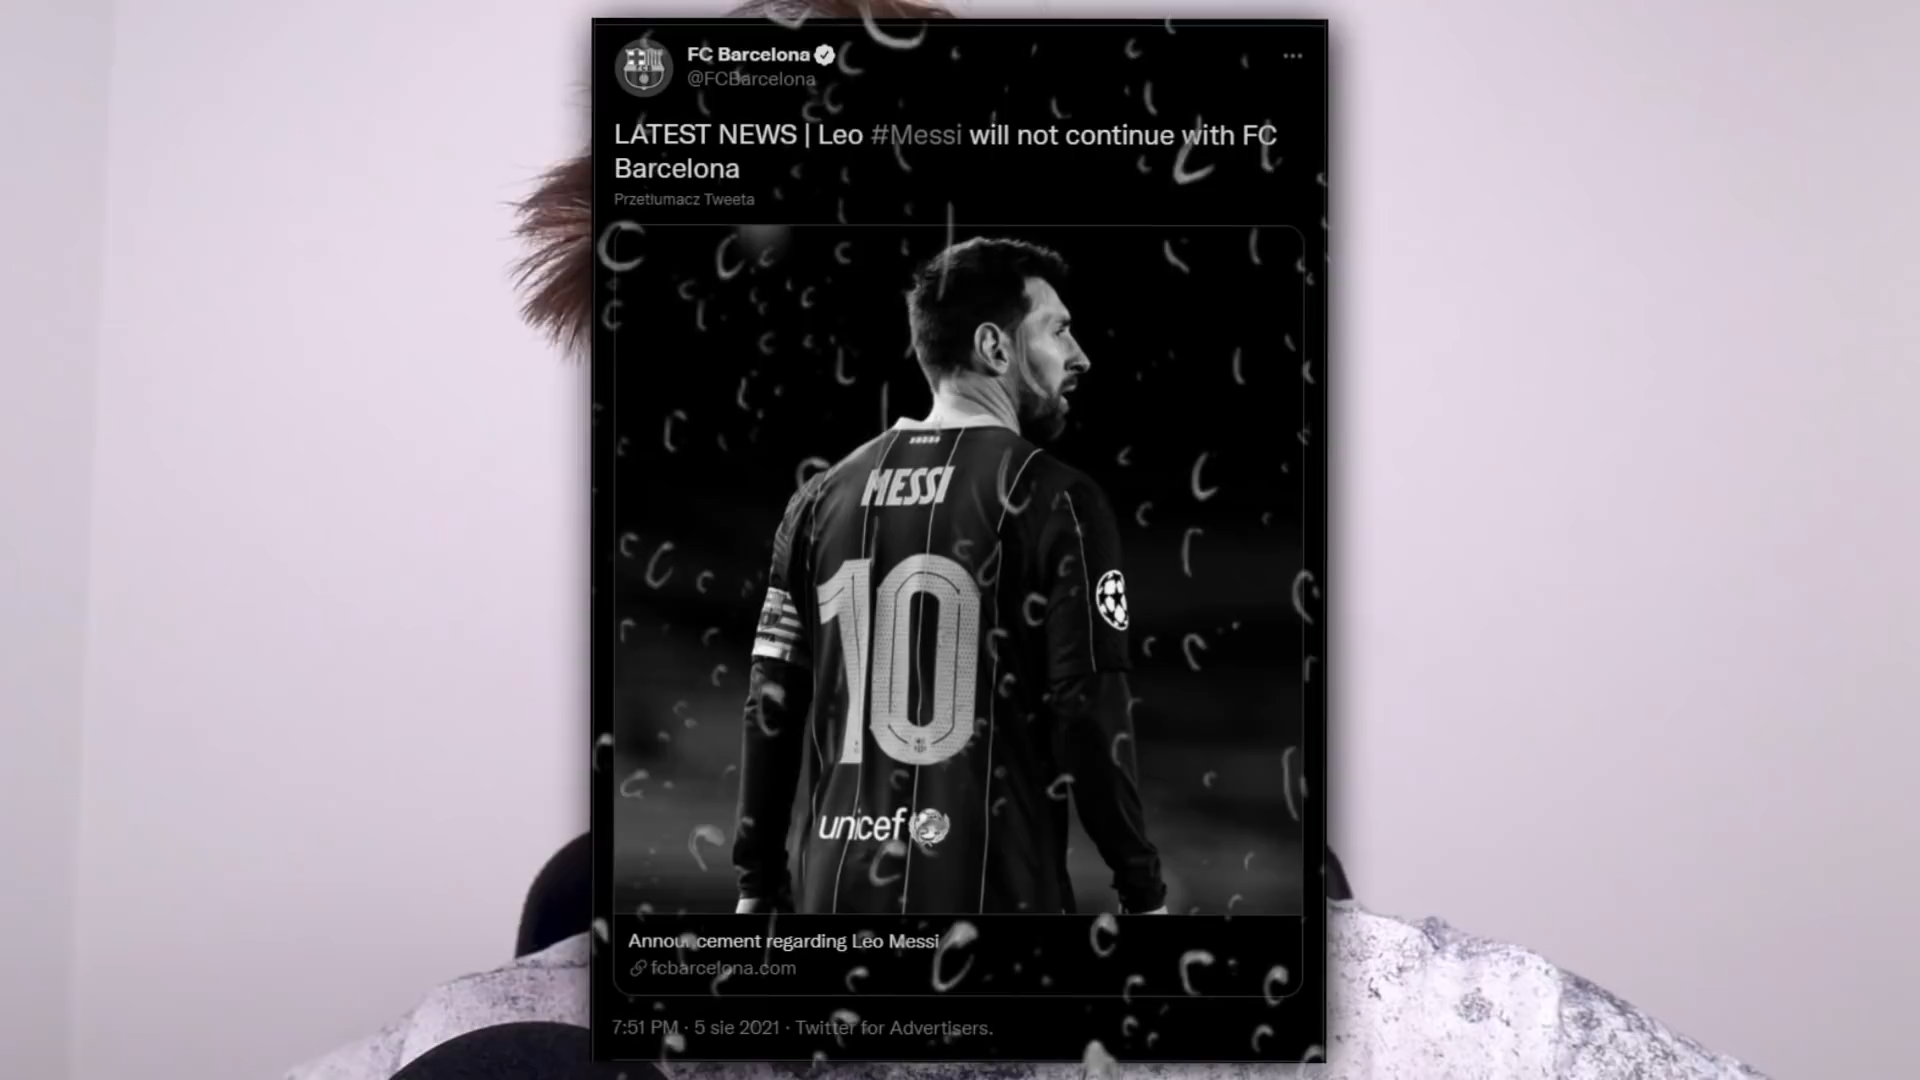 FC Barcelona
@FCBarcelona
LATEST NEWS | Leo #Messi will not continue with FC
Barcelona
Przetłumacz Tweeta
MESSI
10
unicef
Announcement regarding Leo Messi
fcbarcelona.com
7:51 PM · 5 sie 2021 · Twitter for Advertisers.